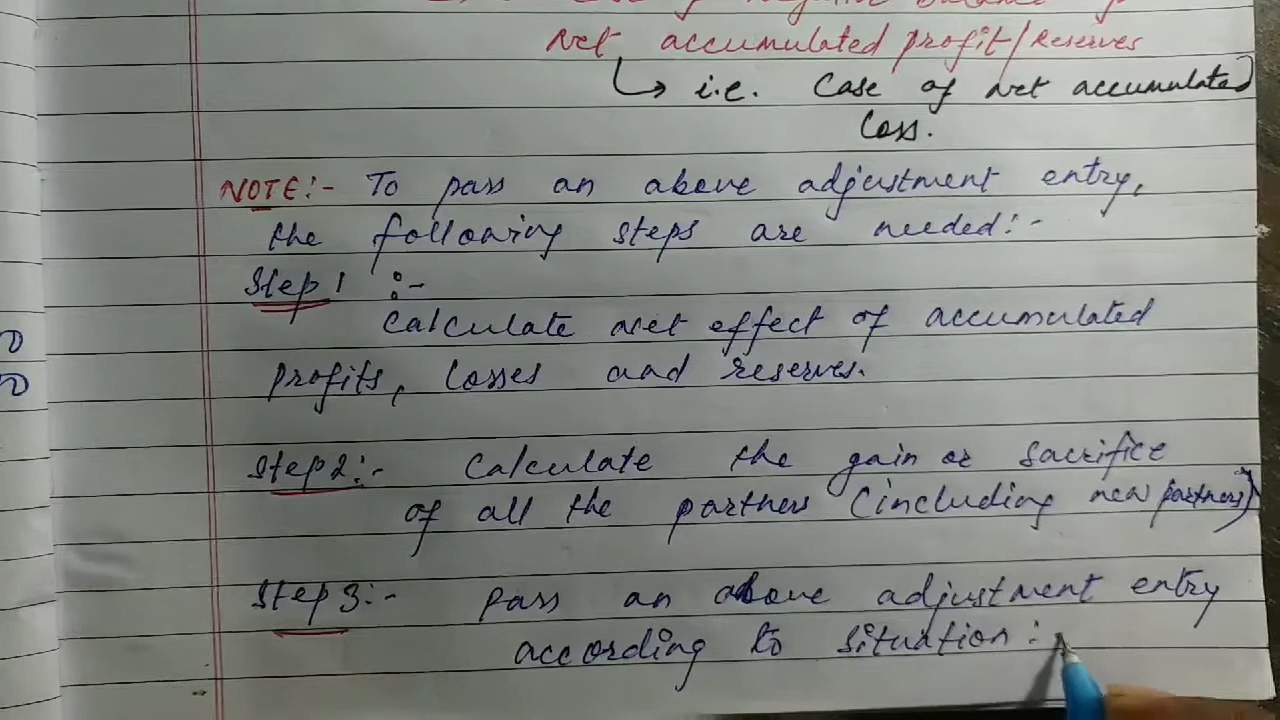 Net accumulated profit/Reserves
↳ i.e. Case of Net accumulated
Loss.
NOTE:- To pass an above adjustment entry,
the following steps are needed:-
Step 1 :-
Calculate net effect of accumulated
profits, losses and reserves.
Step 2:- Calculate the gain or sacrifice
of all the partners (including new partners)
Step 3:- Pass an above adjustment entry
according to situation: